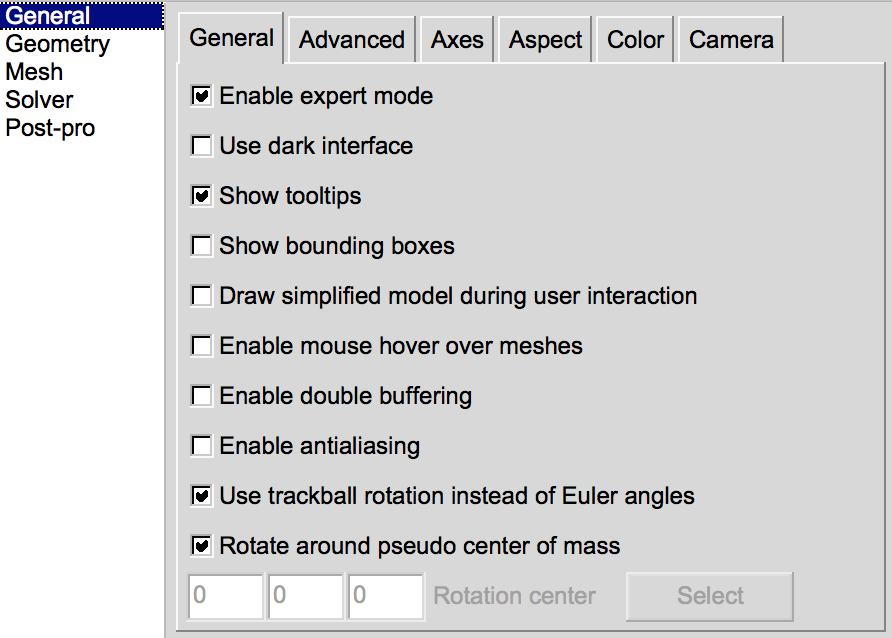 General
Geometry
Mesh
Solver
Post-pro
General Advanced Axes Aspect Color Camera
Enable expert mode
Use dark interface
Show tooltips
Show bounding boxes
Draw simplified model during user interaction
Enable mouse hover over meshes
Enable double buffering
Enable antialiasing
Use trackball rotation instead of Euler angles
Rotate around pseudo center of mass
0 0 0 Rotation center Select